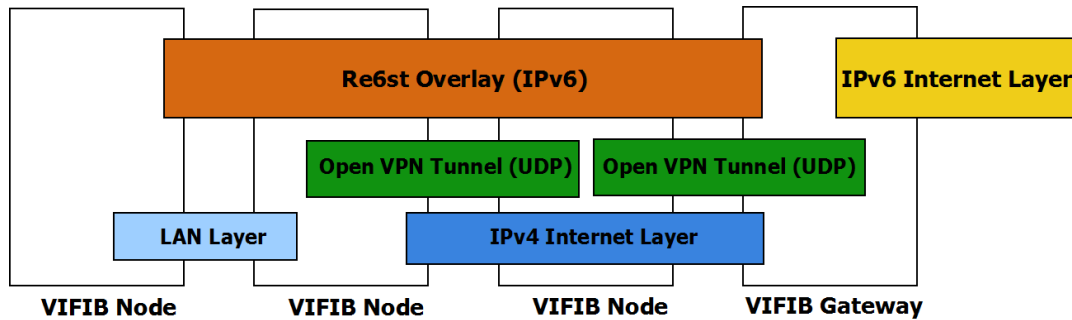 Re6st Overlay (IPv6)
IPv6 Internet Layer
Open VPN Tunnel (UDP)
Open VPN Tunnel (UDP)
LAN Layer
IPv4 Internet Layer
VIFIB Node
VIFIB Node
VIFIB Node
VIFIB Gateway